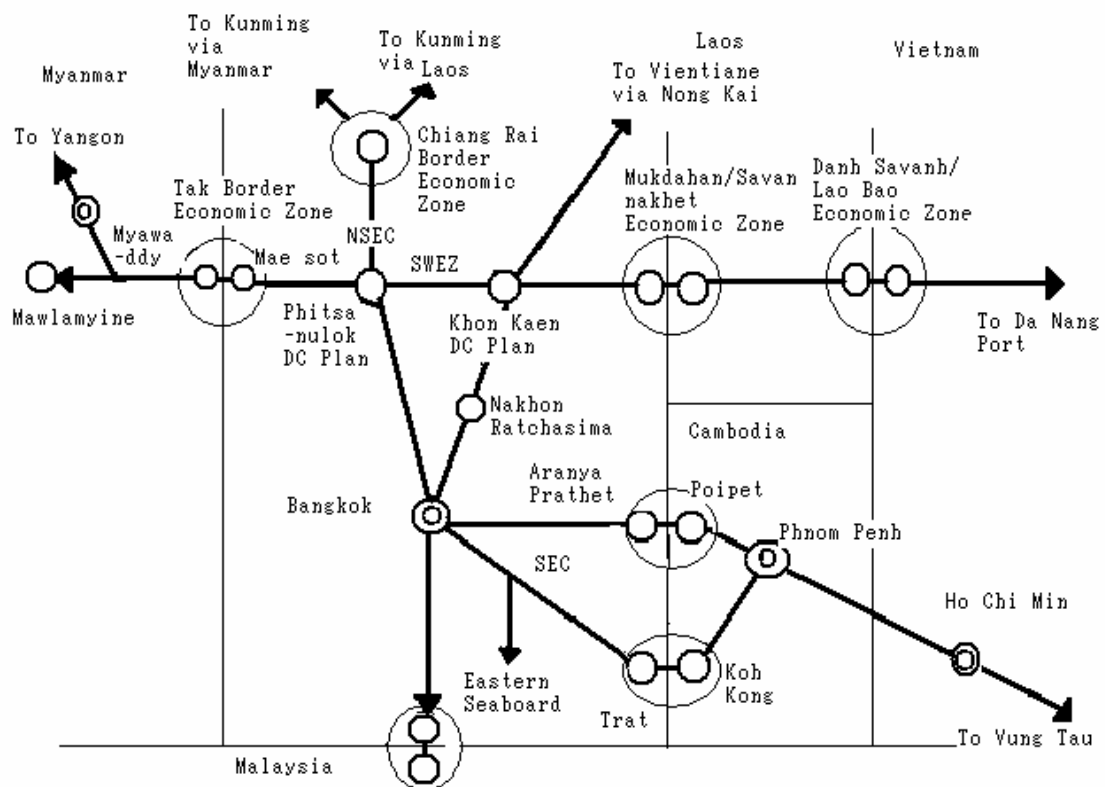 To Kunming
via
Myanmar
To Kunming
via
Laos
Laos
Vietnam
Myanmar
To Vientiane
via Nong Kai
To Yangon
Chiang Rai
Border
Economic
Zone
Tak Border
Economic Zone
Mukdahan/Savan
nakhet
Economic Zone
Danh Savanh/
Lao Bao
Economic Zone
Myawa
-ddy
Mae sot
NSEC
SWEZ
Mawlamyine
Phitsa
-nulok
DC Plan
Khon Kaen
DC Plan
To Da Nang
Port
Nakhon
Ratchasima
Cambodia
Aranya
Prathet
Poipet
Bangkok
Phnom Penh
SEC
Ho Chi Min
Eastern
Seaboard
Koh
Kong
Trat
To Vung Tau
Malaysia